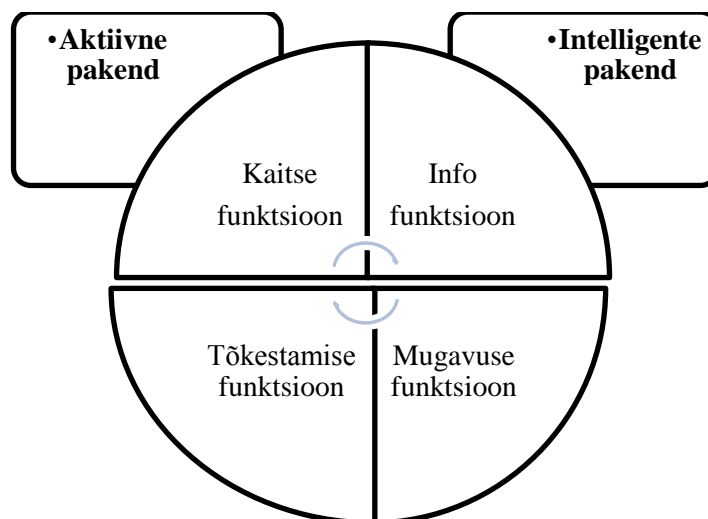 •Aktiivne
pakend
•Intelligente
pakend
Kaitse
funktsioon
Info
funktsioon
Tõkestamise
funktsioon
Mugavuse
funktsioon